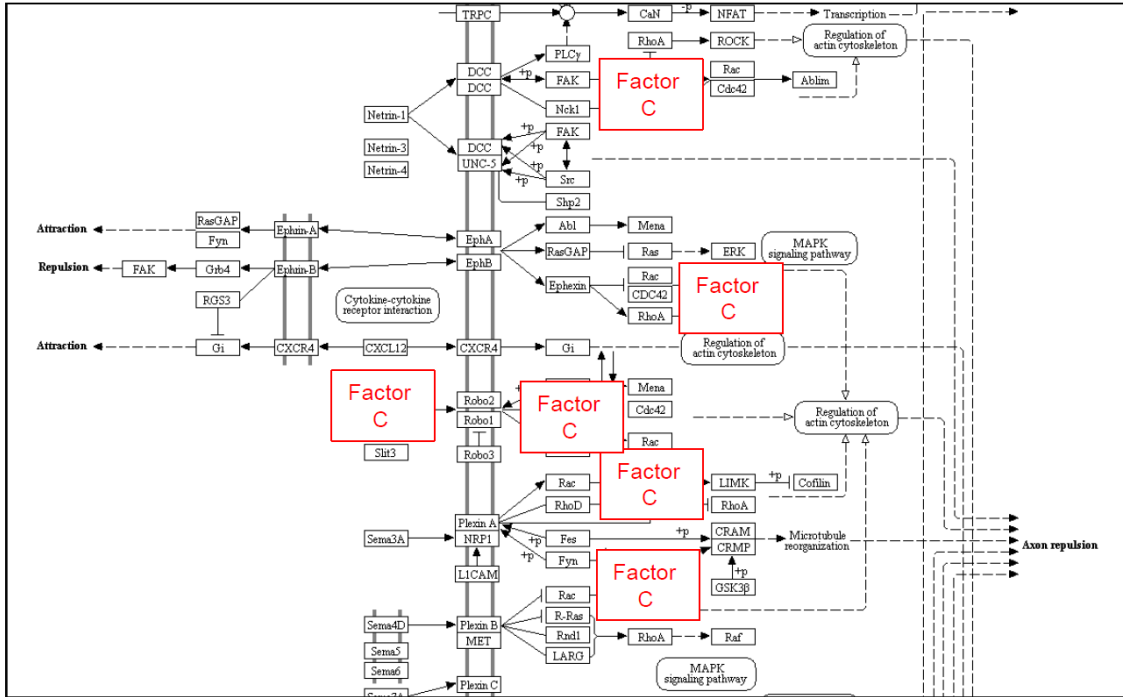 TRPC
CaN
-p
NFAT
Transcription
RhoA
ROCK
Regulation of
actin cytoskeleton
PLCγ
DCC
DCC
+p
FAK
Factor
C
Rac
Cdc42
Ablim
Nck1
Netrin-1
+p
FAK
Netrin-3
DCC
+p
UNC-5
Netrin-4
+p
+p
Src
Shp2
RasGAP
Fyn
Attraction
Ephrin-A
EphA
Abl
Mena
EphB
RasGAP
Ras
ERK
MAPK
signaling pathway
Repulsion
FAK
Grb4
Ephrin-B
Ephexin
Rac
CDC42
RhoA
Factor
C
RGS3
Cytokine-cytokine
receptor interaction
Attraction
Gi
CXCR4
CXCL12
CXCR4
Gi
Regulation of
actin cytoskeleton
Factor
C
Robo2
Robo1
+
Factor
C
Mena
Cdc42
Regulation of
actin cytoskeleton
Slit3
Robo3
Rac
Factor
C
Rac
RhoD
LIMK
+p
Cofilin
RhoA
Plexin A
NRP1
Sema3A
+p
Fes
+p
CRAM
CRMP
Microtubule
reorganization
Axon repulsion
+p
Fyn
L1CAM
Factor
C
+p
GSK3β
Rac
Sema4D
Plexin B
MET
R-Ras
Rnd1
LARG
RhoA
Raf
Sema5
Sema6
MAPK
signaling pathway
Plexin C